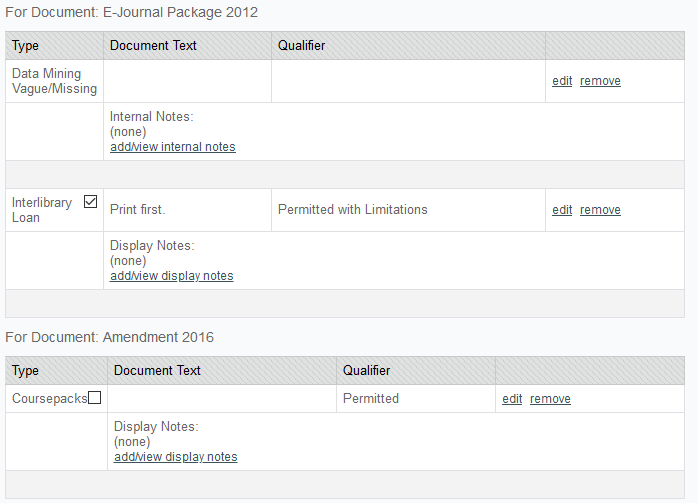 For Document: E-Journal Package 2012
Type Document Text Qualifier
Data Mining
Vague/Missing
edit remove
Internal Notes:
(none)
add/view internal notes
Interlibrary
Loan
Print first.
Permitted with Limitations
edit remove
Display Notes:
(none)
add/view display notes
For Document: Amendment 2016
Type Document Text Qualifier
Coursepacks Permitted edit remove
Display Notes:
(none)
add/view display notes